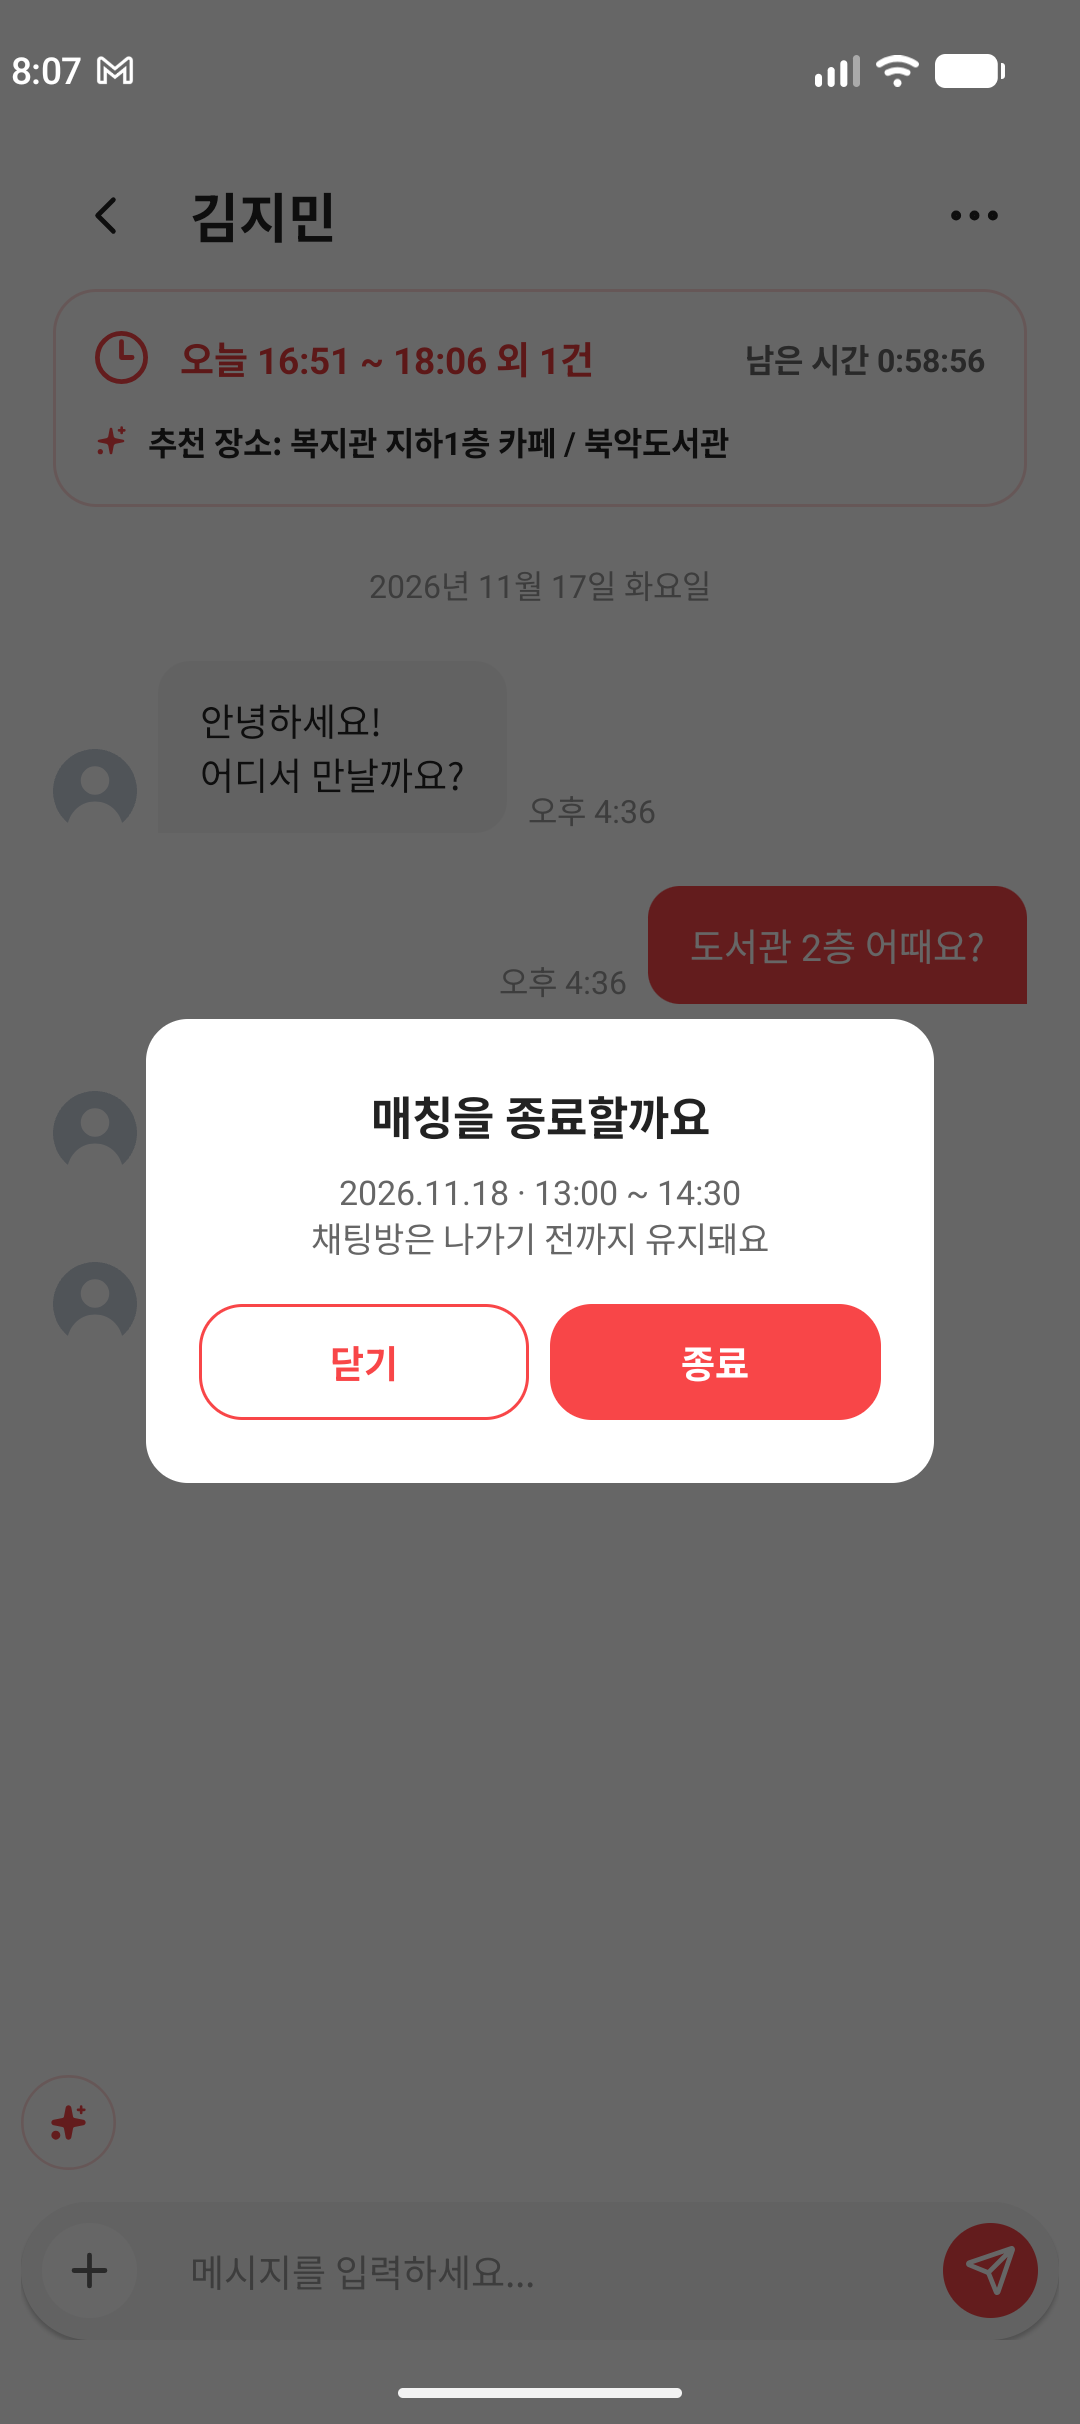 8:07
김지민
오늘 16:51 ~ 18:06 외 1건
남은 시간 0:58:56
추천 장소: 복지관 지하1층 카페 / 북악도서관
2026년 11월 17일 화요일
안녕하세요!
어디서 만날까요?
오후 4:36
도서관 2층 어때요?
오후 4:36
매칭을 종료할까요
2026.11.18 · 13:00 ~ 14:30
채팅방은 나가기 전까지 유지돼요
닫기
종료
메시지를 입력하세요...